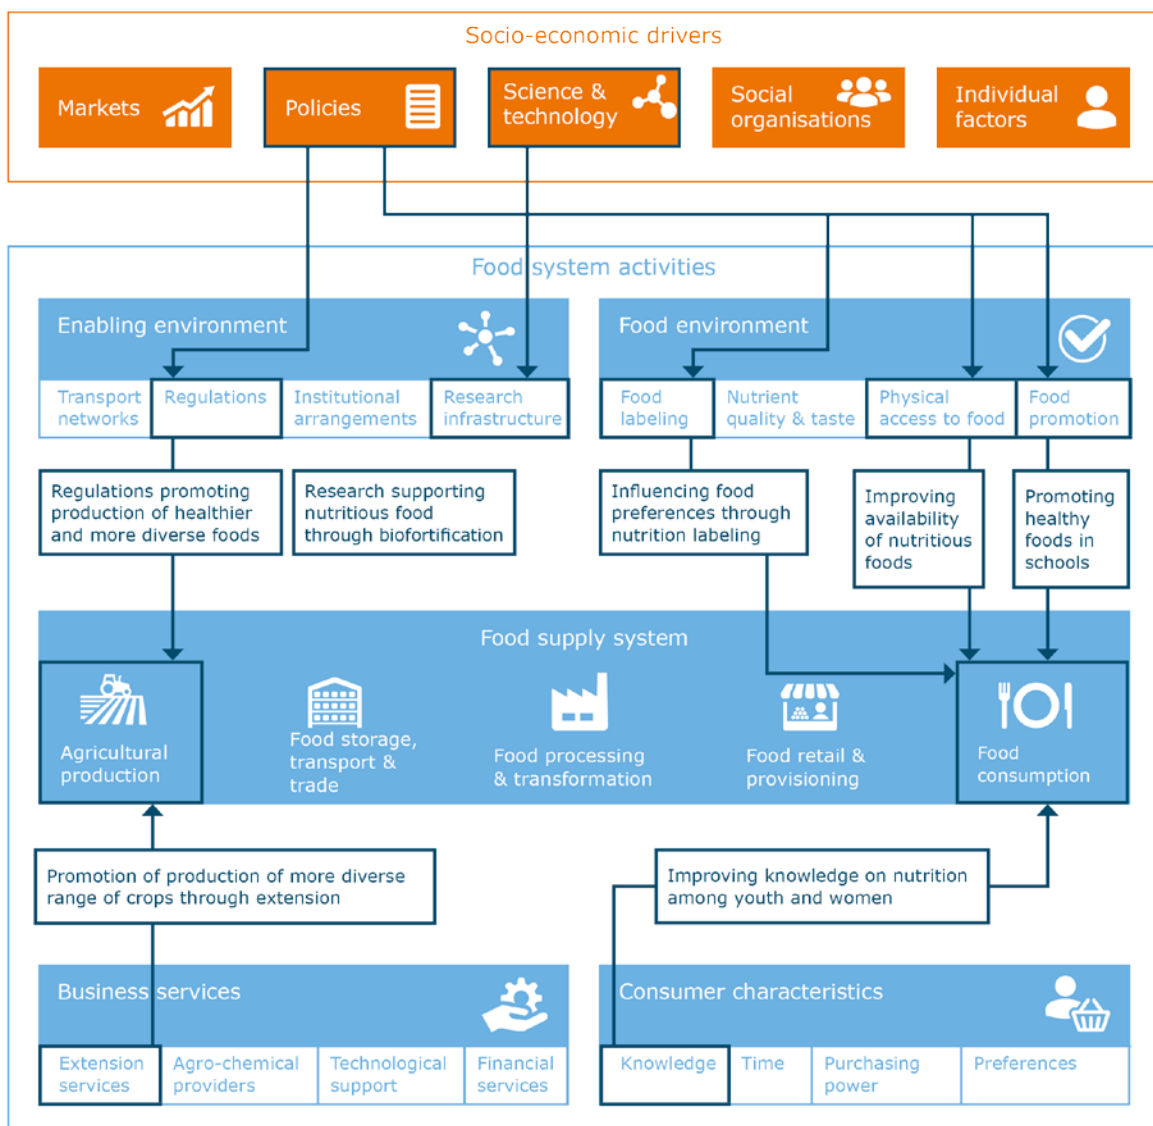 Socio-economic drivers
Markets
Policies
Science &
technology
Social
organisations
Individual
factors
Food system activities
Enabling environment
Transport
networks
Regulations
Institutional
arrangements
Research
infrastructure
Food environment
Food
labeling
Nutrient
quality & taste
Physical
access to food
Food
promotion
Regulations promoting
production of healthier
and more diverse foods
Research supporting
nutritious food
through biofortification
Influencing food
preferences through
nutrition labeling
Improving
availability
of nutritious
foods
Promoting
healthy
foods in
schools
Food supply system
Agricultural
production
Food storage,
transport &
trade
Food processing
& transformation
Food retail &
provisioning
Food
consumption
Promotion of production of more diverse
range of crops through extension
Improving knowledge on nutrition
among youth and women
Business services
Extension
services
Agro-chemical
providers
Technological
support
Financial
services
Consumer characteristics
Knowledge
Time
Purchasing
power
Preferences